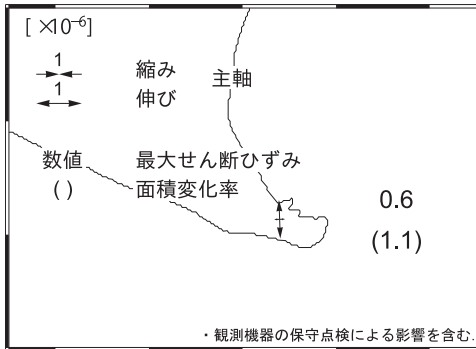 [ ×10⁻⁶]
1
縮み
1
伸び
主軸
数値
最大せん断ひずみ
( )
面積変化率
0.6
(1.1)
・観測機器の保守点検による影響を含む.